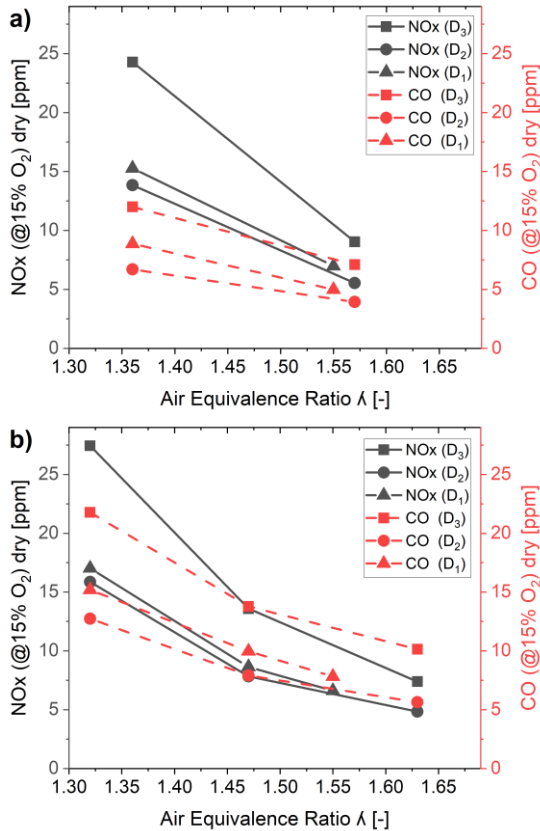 a)
NOx (@15% O₂) dry [ppm]
25
20
15
10
5
0
NOx (D₃)
NOx (D₂)
NOx (D₁)
CO (D₃)
CO (D₂)
CO (D₁)
25
20
15
10
5
0
CO (@15% O₂) dry [ppm]
1.30 1.35 1.40 1.45 1.50 1.55 1.60 1.65
Air Equivalence Ratio ʎ [-]
b)
NOx (@15% O₂) dry [ppm]
25
20
15
10
5
0
NOx (D₃)
NOx (D₂)
NOx (D₁)
CO (D₃)
CO (D₂)
CO (D₁)
25
20
15
10
5
0
CO (@15% O₂) dry [ppm]
1.30 1.35 1.40 1.45 1.50 1.55 1.60 1.65
Air Equivalence Ratio ʎ [-]